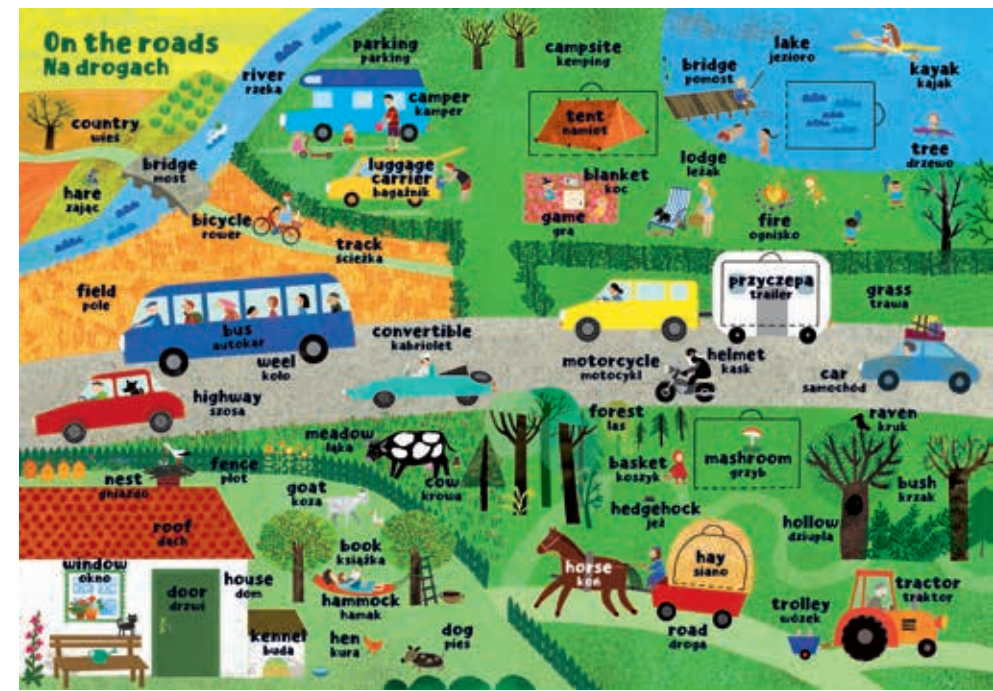 On the roads
Na drogach
parking
parking
campsite
kemping
lake
jezioro
river
rzeka
bridge
pomost
kayak
kajak
camper
kamper
tent
namiot
country
wieś
tree
drzewo
bridge
most
luggage
carrier
bagażnik
lodge
leżak
blanket
koc
hare
zając
bicycle
rower
game
gra
fire
ognisko
track
ścieżka
field
pole
przyczepa
trailer
grass
trawa
bus
autokar
convertible
kabriolet
weel
koło
motorcycle
motocykl
helmet
kask
car
samochód
highway
szosa
forest
las
raven
kruk
meadow
łąka
fence
płot
nest
gniazdo
cow
krowa
basket
koszyk
mashroom
grzyb
bush
krzak
goat
koza
hedgehock
jeż
hollow
dziupla
roof
dach
book
książka
hay
siano
horse
koń
window
okno
door
drzwi
house
dom
hammock
hamak
tractor
traktor
trolley
wózek
kennel
buda
hen
kura
dog
pies
road
droga